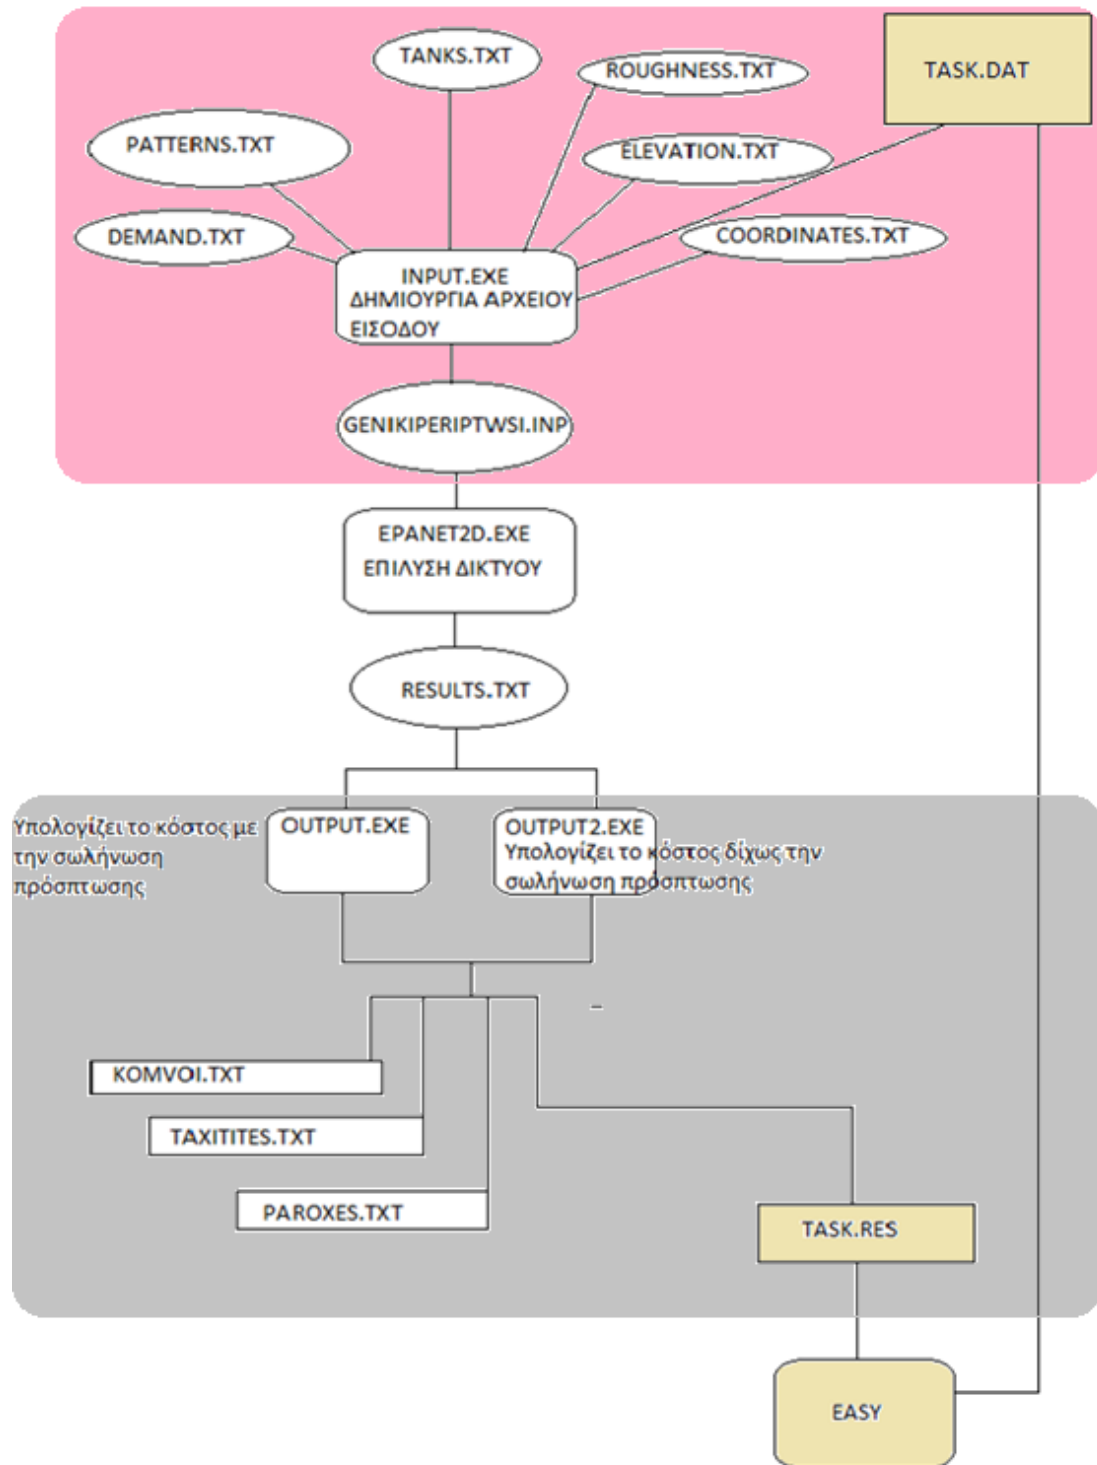 TANKS.TXT
ROUGHNESS.TXT
TASK.DAT
PATTERNS.TXT
ELEVATION.TXT
DEMAND.TXT
COORDINATES.TXT
INPUT.EXE
ΔΗΜΙΟΥΡΓΙΑ ΑΡΧΕΙΟΥ
ΕΙΣΟΔΟΥ
GENIKIPERIPTWSI.INP
EPANET2D.EXE
ΕΠΙΛΥΣΗ ΔΙΚΤΥΟΥ
RESULTS.TXT
Υπολογίζει το κόστος με
την σωλήνωση
πρόσπτωσης
OUTPUT.EXE
OUTPUT2.EXE
Υπολογίζει το κόστος δίχως την
σωλήνωση πρόσπτωσης
KOMVOI.TXT
TAXITITES.TXT
PAROXES.TXT
TASK.RES
EASY